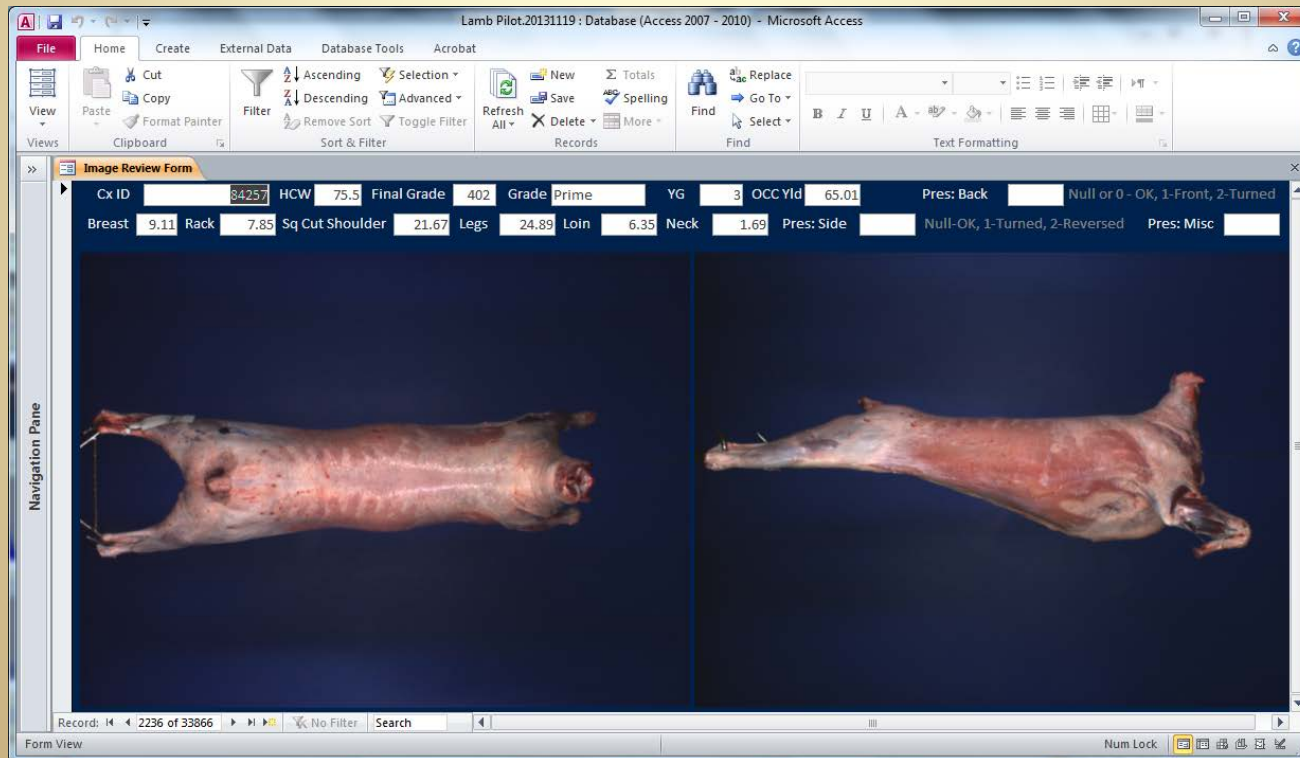 Lamb Pilot.20131119 : Database (Access 2007 - 2010) - Microsoft Access
File Home Create External Data Database Tools Acrobat
Cut Ascending Selection New Totals Replace
Copy Descending Advanced Save Spelling Go To
View Paste Format Painter Filter Remove Sort Toggle Filter Refresh All Delete More Find Select B I U A
Views Clipboard Sort & Filter Records Find Text Formatting
» Image Review Form
Cx ID 84257 HCW 75.5 Final Grade 402 Grade Prime YG 3 OCC Yld 65.01 Pres: Back Null or 0 - OK, 1-Front, 2-Turned
Breast 9.11 Rack 7.85 Sq Cut Shoulder 21.67 Legs 24.89 Loin 6.35 Neck 1.69 Pres: Side Null-OK, 1-Turned, 2-Reversed Pres: Misc
Navigation Pane
Record: 2236 of 33866 No Filter Search
Form View Num Lock